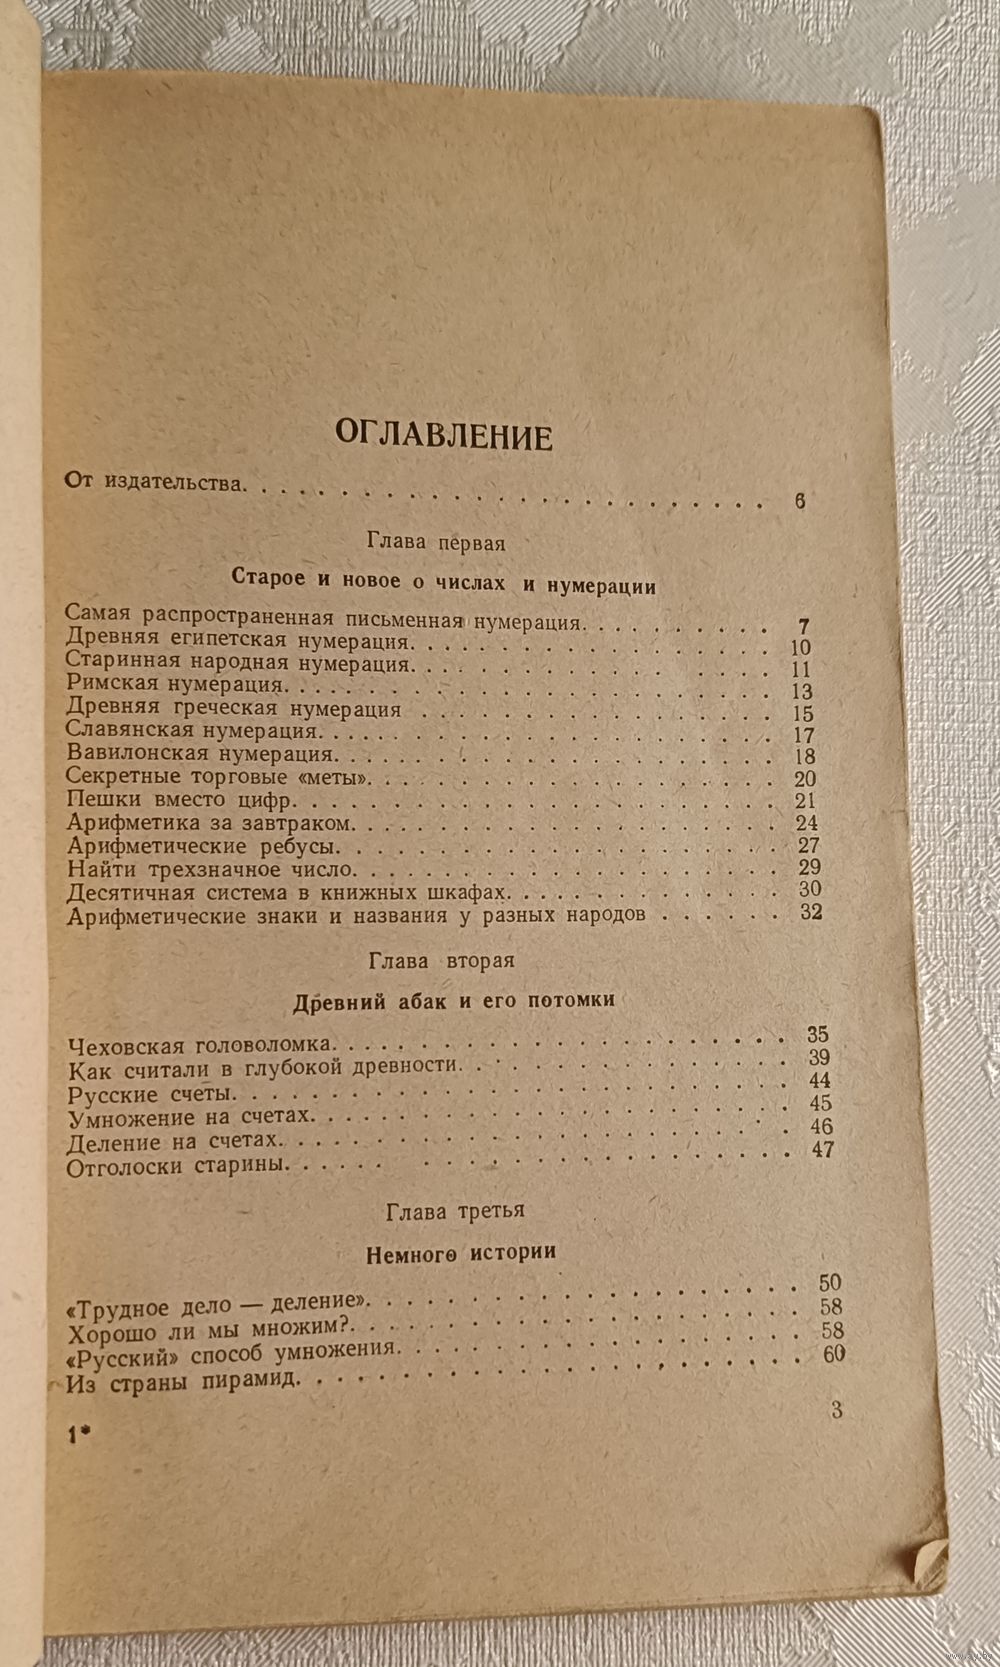 ОГЛАВЛЕНИЕ
От издательства. . . . . . . . . . . . . . . . . . . . . . . 6
Глава первая
Старое и новое о числах и нумерации
Самая распространенная письменная нумерация. . . . . . . . . 7
Древняя египетская нумерация. . . . . . . . . . . . . . . . . 10
Старинная народная нумерация. . . . . . . . . . . . . . . . . 11
Римская нумерация. . . . . . . . . . . . . . . . . . . . . . 13
Древняя греческая нумерация . . . . . . . . . . . . . . . . . 15
Славянская нумерация. . . . . . . . . . . . . . . . . . . . . 17
Вавилонская нумерация. . . . . . . . . . . . . . . . . . . . 18
Секретные торговые «меты». . . . . . . . . . . . . . . . . . 20
Пешки вместо цифр. . . . . . . . . . . . . . . . . . . . . . 21
Арифметика за завтраком. . . . . . . . . . . . . . . . . . . 24
Арифметические ребусы. . . . . . . . . . . . . . . . . . . . 27
Найти трехзначное число. . . . . . . . . . . . . . . . . . . 29
Десятичная система в книжных шкафах. . . . . . . . . . . . . 30
Арифметические знаки и названия у разных народов . . . . . . 32
Глава вторая
Древний абак и его потомки
Чеховская головоломка. . . . . . . . . . . . . . . . . . . . 35
Как считали в глубокой древности. . . . . . . . . . . . . . . 39
Русские счеты. . . . . . . . . . . . . . . . . . . . . . . . 44
Умножение на счетах. . . . . . . . . . . . . . . . . . . . . 45
Деление на счетах. . . . . . . . . . . . . . . . . . . . . . 46
Отголоски старины. . . . . . . . . . . . . . . . . . . . . . 47
Глава третья
Немного истории
«Трудное дело — деление». . . . . . . . . . . . . . . . . . . 50
Хорошо ли мы множим?. . . . . . . . . . . . . . . . . . . . . 58
«Русский» способ умножения. . . . . . . . . . . . . . . . . . 58
Из страны пирамид. . . . . . . . . . . . . . . . . . . . . . 60
1*
3
www.ay.by